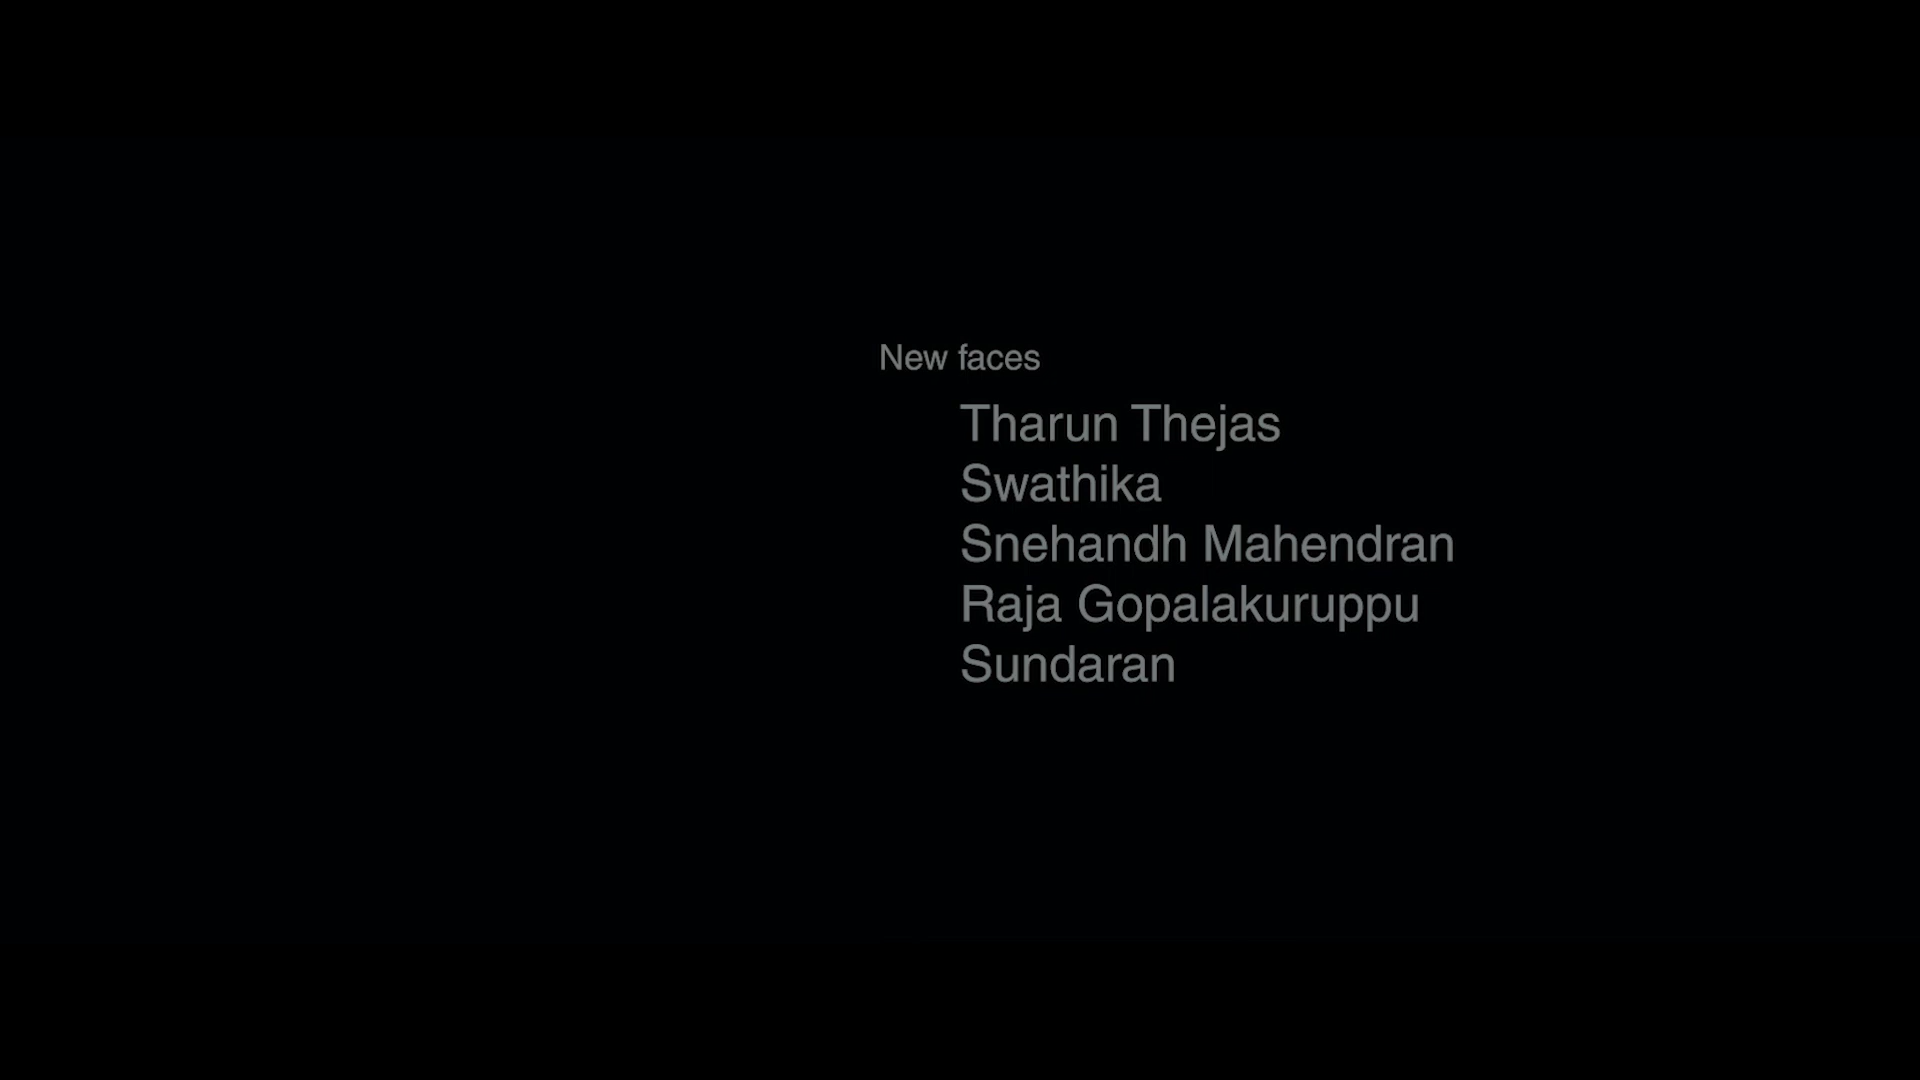 New faces
Tharun Thejas
Swathika
Snehandh Mahendran
Raja Gopalakuruppu
Sundaran